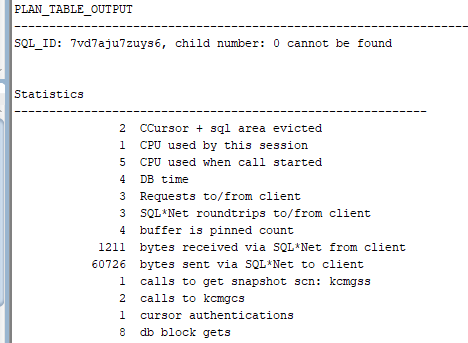 PLAN_TABLE_OUTPUT
--------------------------------------------------------------
SQL_ID: 7vd7aju7zuys6, child number: 0 cannot be found
Statistics
--------------------------------------------------------------
2 CCursor + sql area evicted
1 CPU used by this session
5 CPU used when call started
4 DB time
3 Requests to/from client
3 SQL*Net roundtrips to/from client
4 buffer is pinned count
1211 bytes received via SQL*Net from client
60726 bytes sent via SQL*Net to client
1 calls to get snapshot scn: kcmgss
2 calls to kcmgcs
1 cursor authentications
8 db block gets